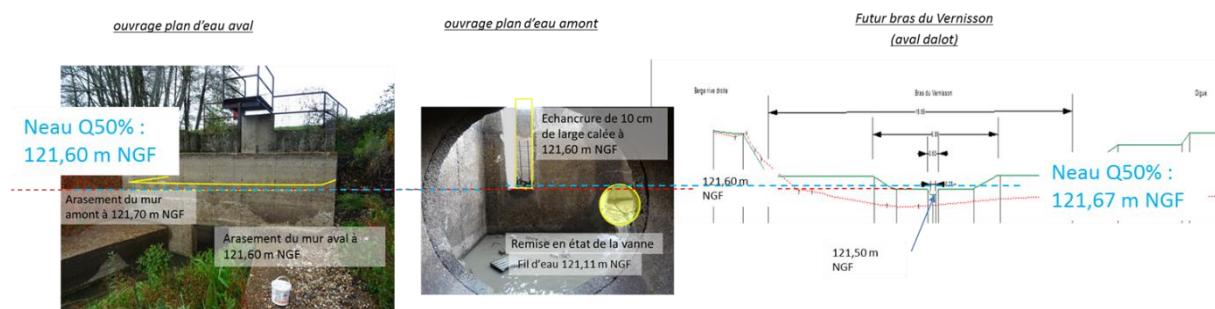 ouvrage plan d'eau aval
ouvrage plan d'eau amont
Futur bras du Vernisson
(aval dalot)
Neau Q50% :
121,60 m NGF
Arasement du mur
amont à 121,70 m NGF
Arasement du mur aval à
121,60 m NGF
Echancrure de 10 cm
de large calée à
121,60 m NGF
Remise en état de la vanne
Fil d'eau 121,11 m NGF
Berge rive droite
Bras du Vernisson
Digue
121,60 m
NGF
Neau Q50% :
121,67 m NGF
121,50 m
NGF